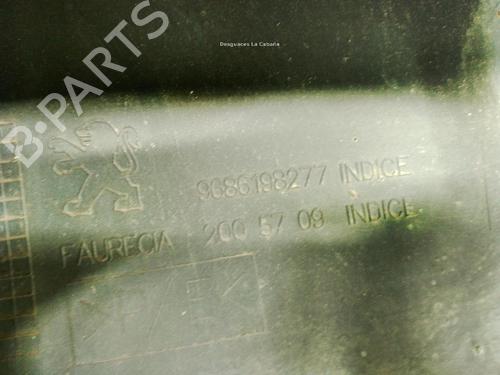 Desguaces La Cabaña
B-PARTS
9686198277 INDICE
FAURECIA 200 57 09 INDICE